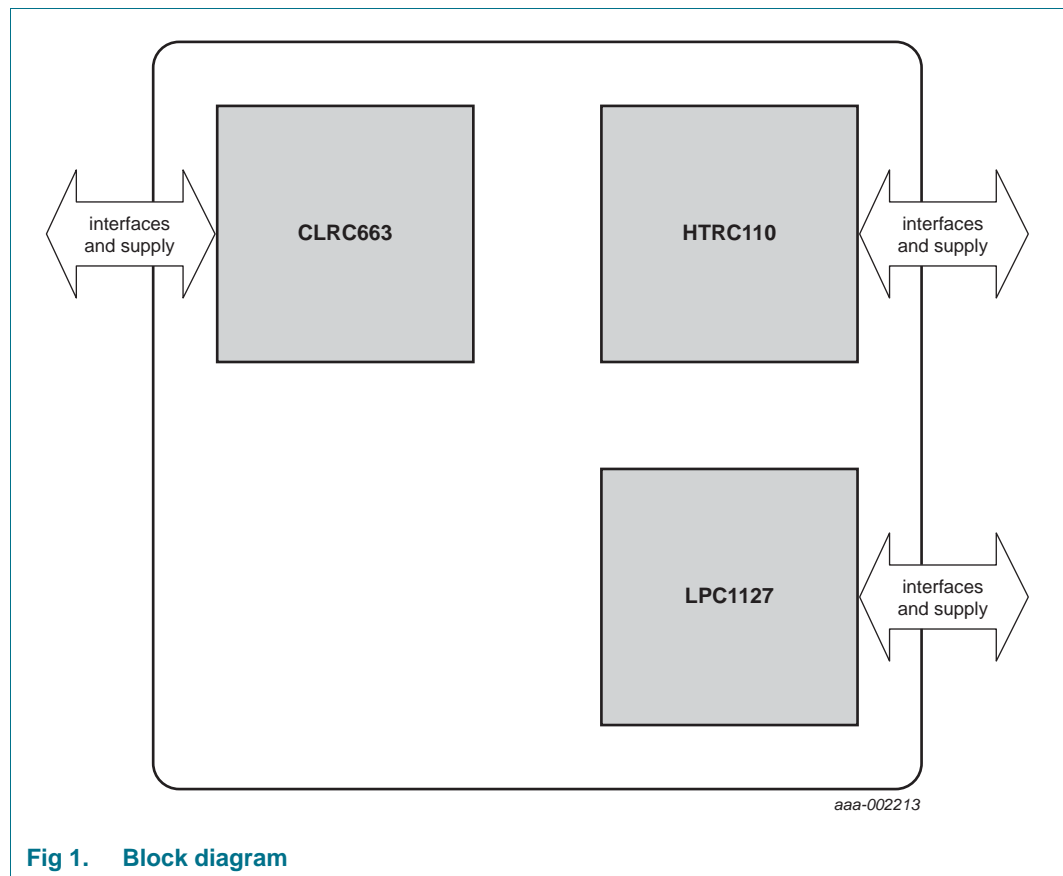 interfaces
and supply
CLRC663
HTRC110
interfaces
and supply
LPC1127
interfaces
and supply
aaa-002213
Fig 1. Block diagram